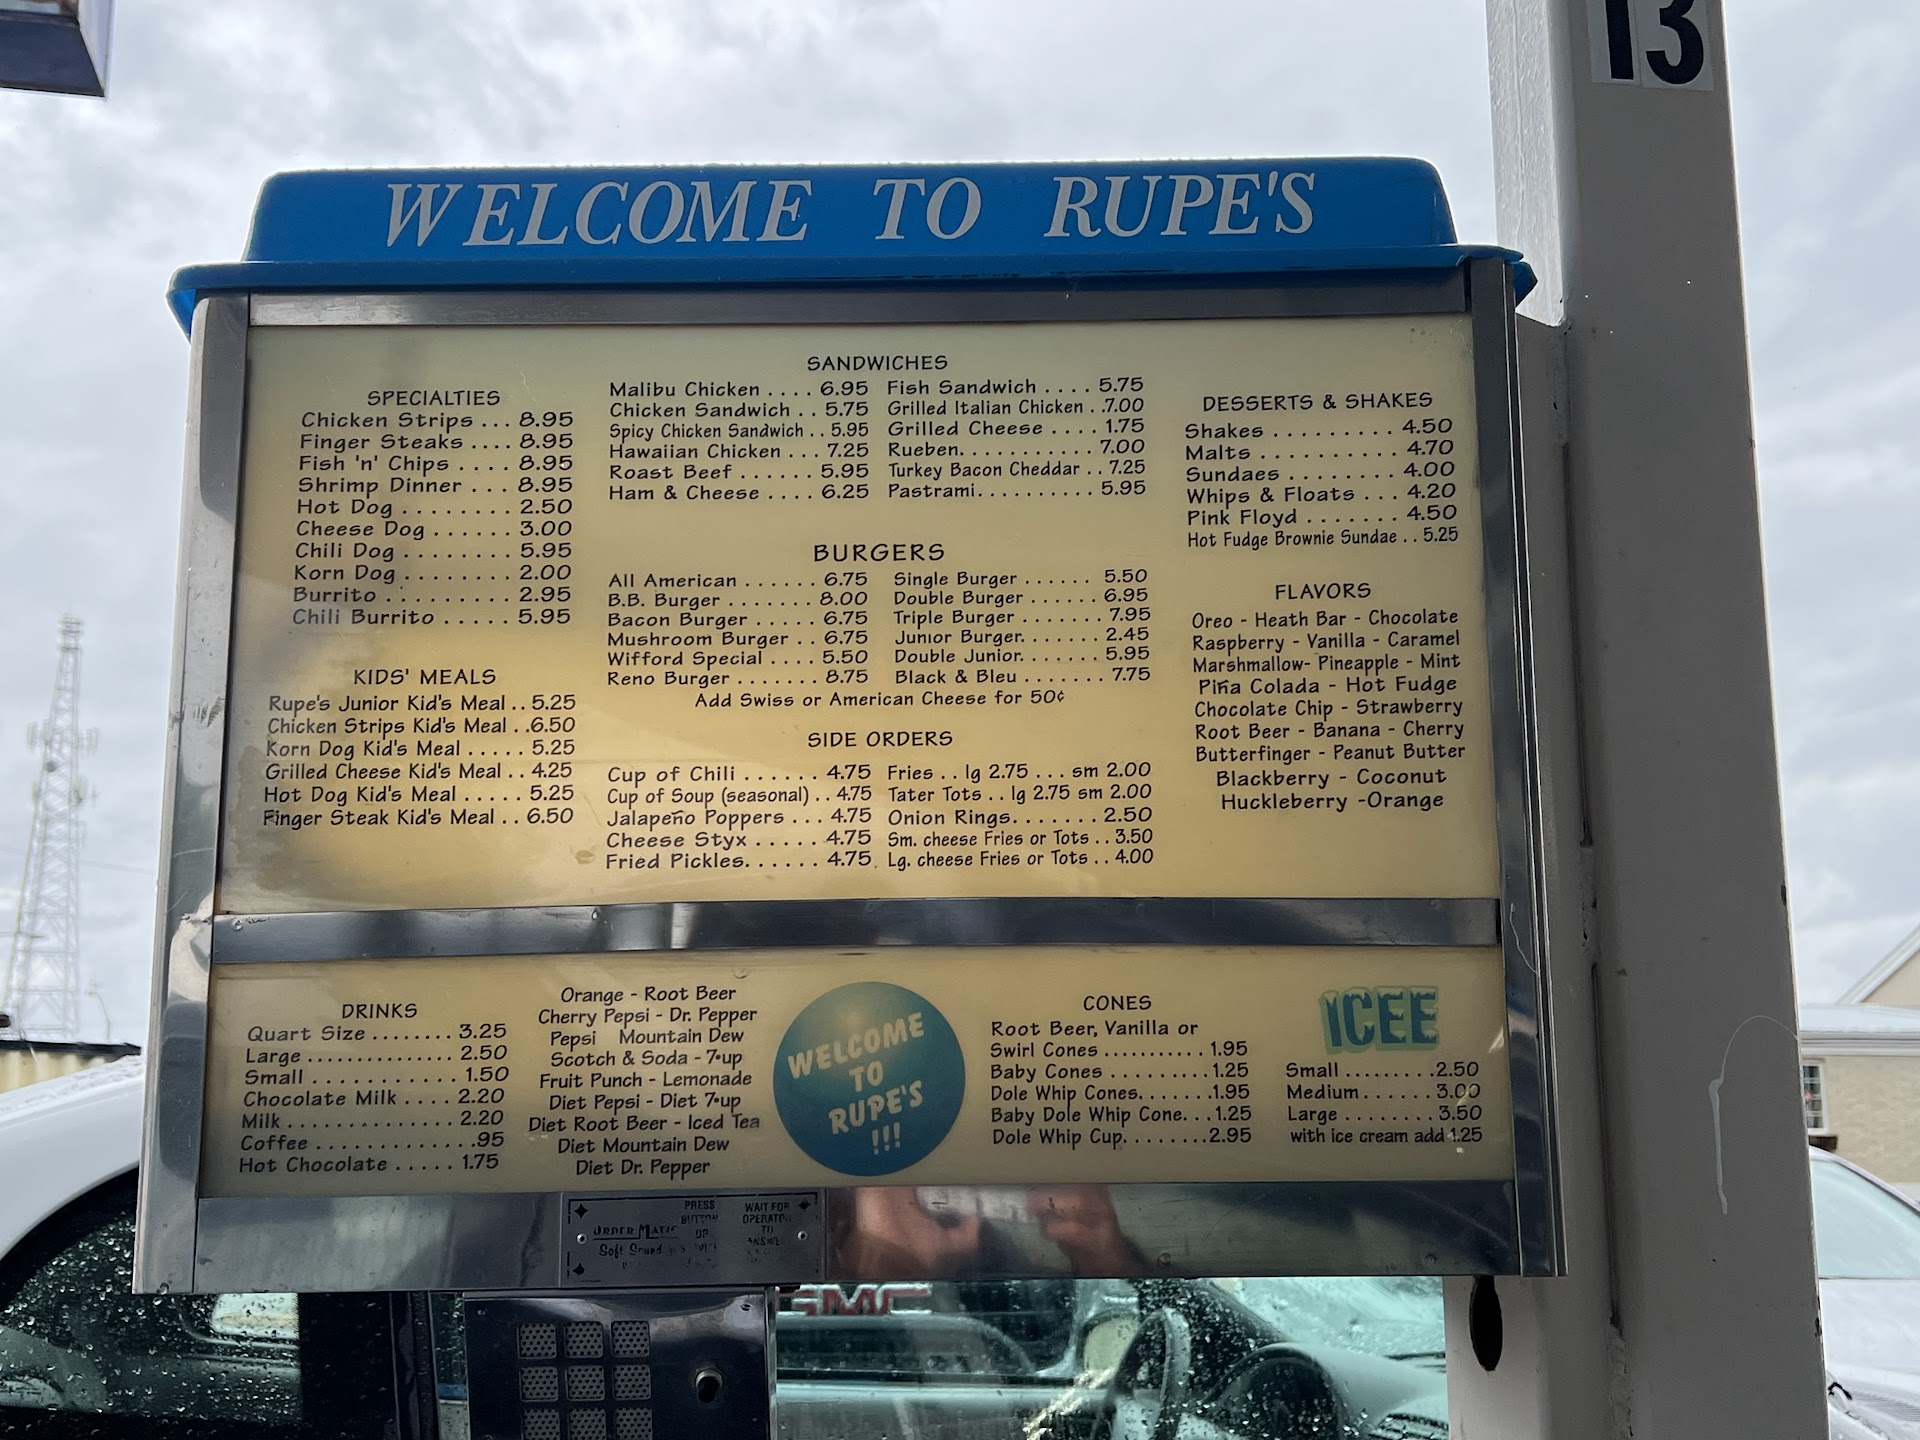 13
WELCOME TO RUPE'S
SPECIALTIES
Chicken Strips ... 8.95
Finger Steaks .... 8.95
Fish 'n' Chips .... 8.95
Shrimp Dinner ... 8.95
Hot Dog ........ 2.50
Cheese Dog ...... 3.00
Chili Dog ........ 5.95
Korn Dog ........ 2.00
Burrito ......... 2.95
Chili Burrito ..... 5.95
KIDS' MEALS
Rupe's Junior Kid's Meal .. 5.25
Chicken Strips Kid's Meal ..6.50
Korn Dog Kid's Meal ..... 5.25
Grilled Cheese Kid's Meal .. 4.25
Hot Dog Kid's Meal ..... 5.25
Finger Steak Kid's Meal .. 6.50
SANDWICHES
Malibu Chicken .... 6.95
Chicken Sandwich .. 5.75
Spicy Chicken Sandwich .. 5.95
Hawaiian Chicken ... 7.25
Roast Beef ...... 5.95
Ham & Cheese .... 6.25
Fish Sandwich .... 5.75
Grilled Italian Chicken ..7.00
Grilled Cheese .... 1.75
Rueben........... 7.00
Turkey Bacon Cheddar .. 7.25
Pastrami.......... 5.95
BURGERS
All American ...... 6.75
B.B. Burger ....... 8.00
Bacon Burger ...... 6.75
Mushroom Burger .. 6.75
Wifford Special .... 5.50
Reno Burger ....... 8.75
Single Burger ...... 5.50
Double Burger ...... 6.95
Triple Burger ....... 7.95
Junior Burger....... 2.45
Double Junior....... 5.95
Black & Bleu ....... 7.75
Add Swiss or American Cheese for 50¢
SIDE ORDERS
Cup of Chili ...... 4.75
Cup of Soup (seasonal) .. 4.75
Jalapeño Poppers ... 4.75
Cheese Styx ..... 4.75
Fried Pickles...... 4.75
Fries .. lg 2.75 ... sm 2.00
Tater Tots .. lg 2.75 sm 2.00
Onion Rings....... 2.50
Sm. cheese Fries or Tots .. 3.50
Lg. cheese Fries or Tots .. 4.00
DESSERTS & SHAKES
Shakes ......... 4.50
Malts .......... 4.70
Sundaes ........ 4.00
Whips & Floats ... 4.20
Pink Floyd ....... 4.50
Hot Fudge Brownie Sundae .. 5.25
FLAVORS
Oreo - Heath Bar - Chocolate
Raspberry - Vanilla - Caramel
Marshmallow- Pineapple - Mint
Piña Colada - Hot Fudge
Chocolate Chip - Strawberry
Root Beer - Banana - Cherry
Butterfinger - Peanut Butter
Blackberry - Coconut
Huckleberry -Orange
DRINKS
Quart Size ........ 3.25
Large .............. 2.50
Small ............ 1.50
Chocolate Milk .... 2.20
Milk .............. 2.20
Coffee .............95
Hot Chocolate ..... 1.75
Orange - Root Beer
Cherry Pepsi - Dr. Pepper
Pepsi Mountain Dew
Scotch & Soda - 7•up
Fruit Punch - Lemonade
Diet Pepsi - Diet 7•up
Diet Root Beer - Iced Tea
Diet Mountain Dew
Diet Dr. Pepper
WELCOME
TO
RUPE'S
!!!
CONES
Root Beer, Vanilla or
Swirl Cones ........... 1.95
Baby Cones .......... 1.25
Dole Whip Cones........1.95
Baby Dole Whip Cone... 1.25
Dole Whip Cup........2.95
ICEE
Small .........2.50
Medium.......3.00
Large ........ 3.50
with ice cream add 1.25
ORDER-MATIC
Soft Sound
PRESS
BUTTON
WAIT FOR
OPERATOR
TO
GMC